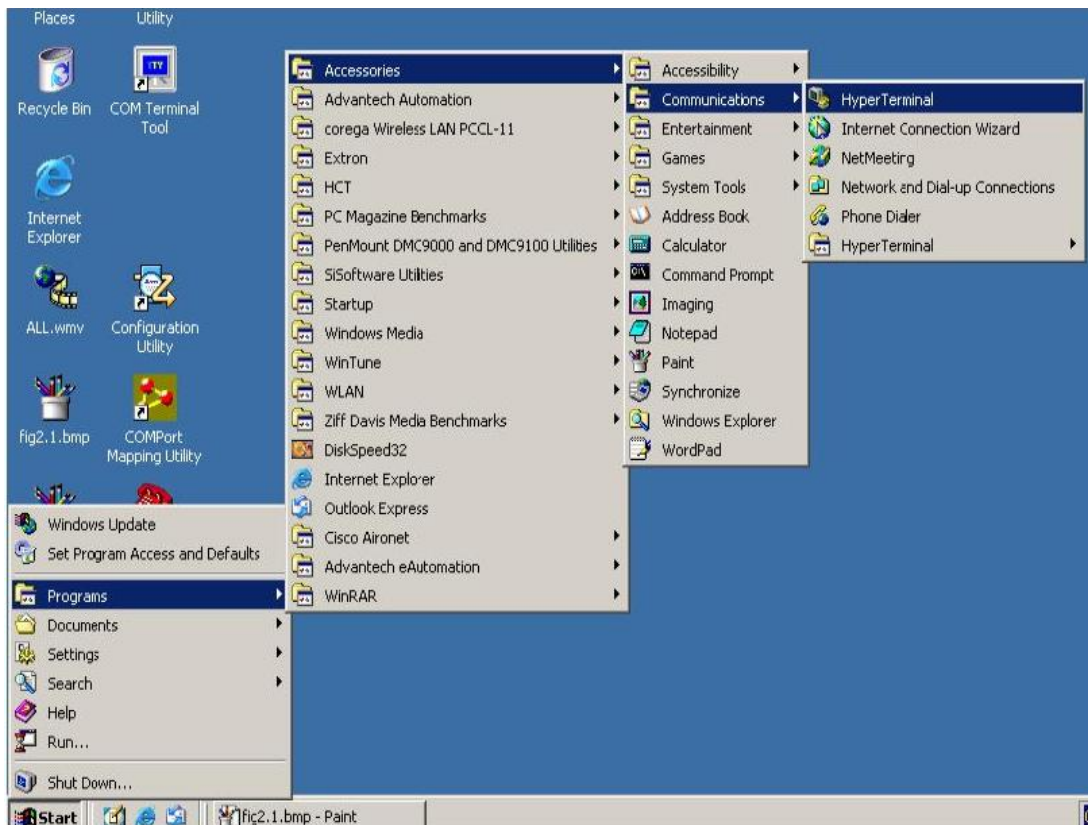 Places
Utility
Recycle Bin
COM Terminal
Tool
Internet
Explorer
ALL.wmv
Configuration
Utility
fig2.1.bmp
COMPort
Mapping Utility
Windows Update
Set Program Access and Defaults
Programs
Documents
Settings
Search
Help
Run...
Shut Down...
Accessories
Advantech Automation
corega Wireless LAN PCCL-11
Extron
HCT
PC Magazine Benchmarks
PenMount DMC9000 and DMC9100 Utilities
SiSoftware Utilities
Startup
Windows Media
WinTune
WLAN
Ziff Davis Media Benchmarks
DiskSpeed32
Internet Explorer
Outlook Express
Cisco Aironet
Advantech eAutomation
WinRAR
Accessibility
Communications
Entertainment
Games
System Tools
Address Book
Calculator
Command Prompt
Imaging
Notepad
Paint
Synchronize
Windows Explorer
WordPad
HyperTerminal
Internet Connection Wizard
NetMeeting
Network and Dial-up Connections
Phone Dialer
HyperTerminal
Start
fig2.1.bmp - Paint